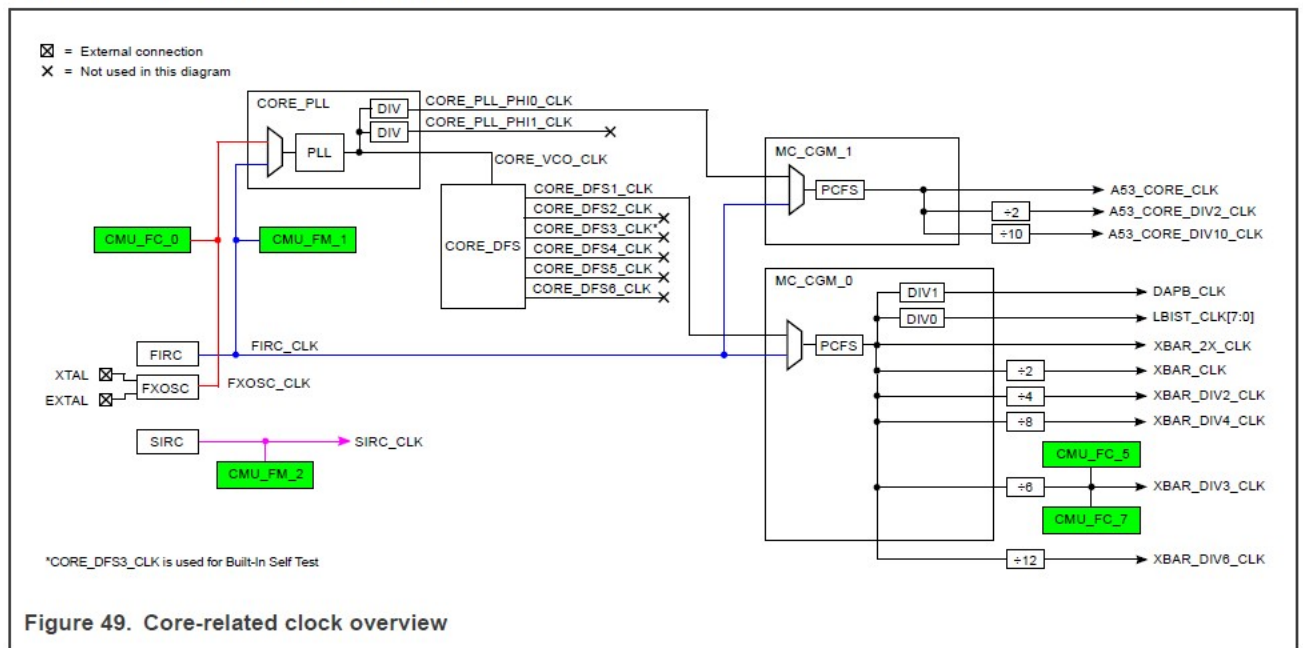 = External connection
= Not used in this diagram
CORE_PLL
DIV
DIV
PLL
CORE_PLL_PHI0_CLK
CORE_PLL_PHI1_CLK
CORE_VCO_CLK
CORE_DFS
CORE_DFS1_CLK
CORE_DFS2_CLK
CORE_DFS3_CLK*
CORE_DFS4_CLK
CORE_DFS5_CLK
CORE_DFS6_CLK
CMU_FC_0
CMU_FM_1
FIRC
FIRC_CLK
XTAL
EXTAL
FXOSC
FXOSC_CLK
SIRC
SIRC_CLK
CMU_FM_2
MC_CGM_1
PCFS
A53_CORE_CLK
÷2
A53_CORE_DIV2_CLK
÷10
A53_CORE_DIV10_CLK
MC_CGM_0
PCFS
DIV1
DAPB_CLK
DIV0
LBIST_CLK[7:0]
XBAR_2X_CLK
÷2
XBAR_CLK
÷4
XBAR_DIV2_CLK
÷8
XBAR_DIV4_CLK
CMU_FC_5
÷6
XBAR_DIV3_CLK
CMU_FC_7
÷12
XBAR_DIV6_CLK
*CORE_DFS3_CLK is used for Built-In Self Test
Figure 49. Core-related clock overview